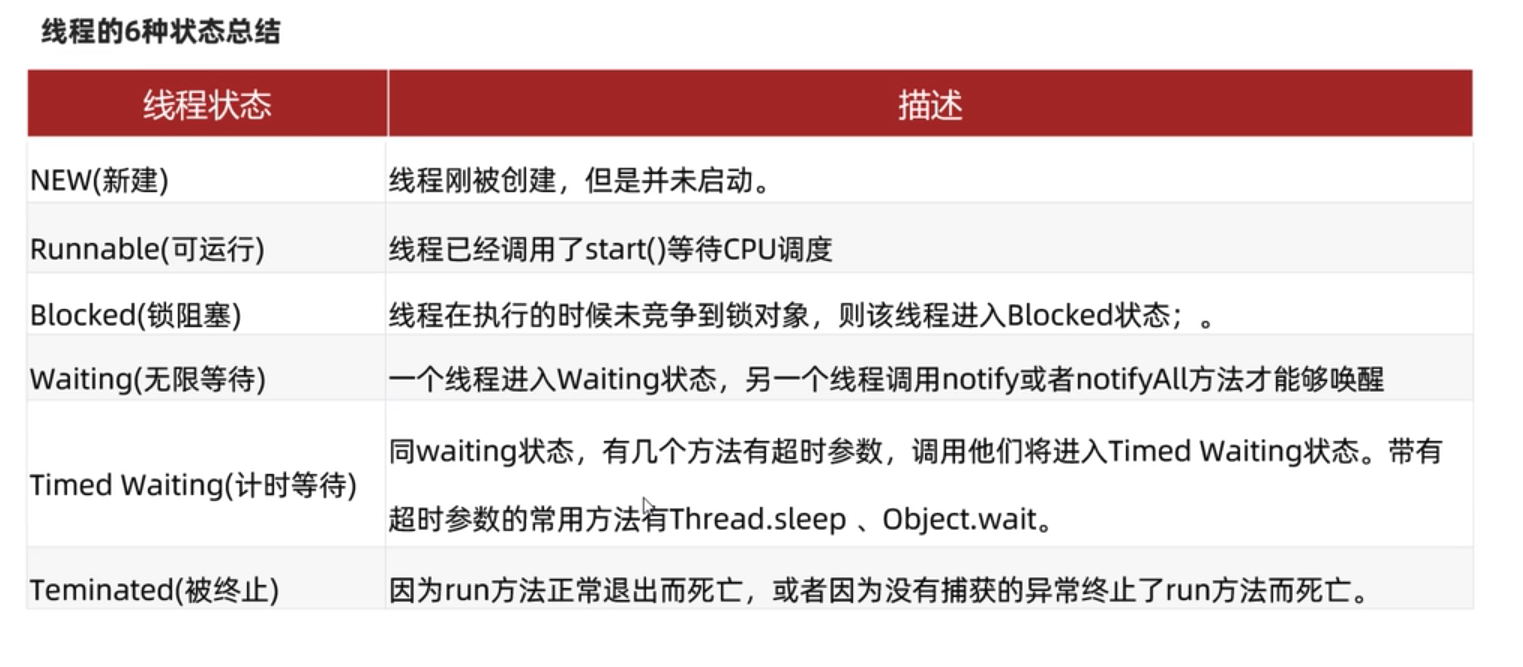 线程的6种状态总结
线程状态
描述
NEW(新建)
线程刚被创建，但是并未启动。
Runnable(可运行)
线程已经调用了start()等待CPU调度
Blocked(锁阻塞)
线程在执行的时候未竞争到锁对象，则该线程进入Blocked状态；。
Waiting(无限等待)
一个线程进入Waiting状态，另一个线程调用notify或者notifyAll方法才能够唤醒
Timed Waiting(计时等待)
同waiting状态，有几个方法有超时参数，调用他们将进入Timed Waiting状态。带有
超时参数的常用方法有Thread.sleep 、Object.wait。
Teminated(被终止)
因为run方法正常退出而死亡，或者因为没有捕获的异常终止了run方法而死亡。